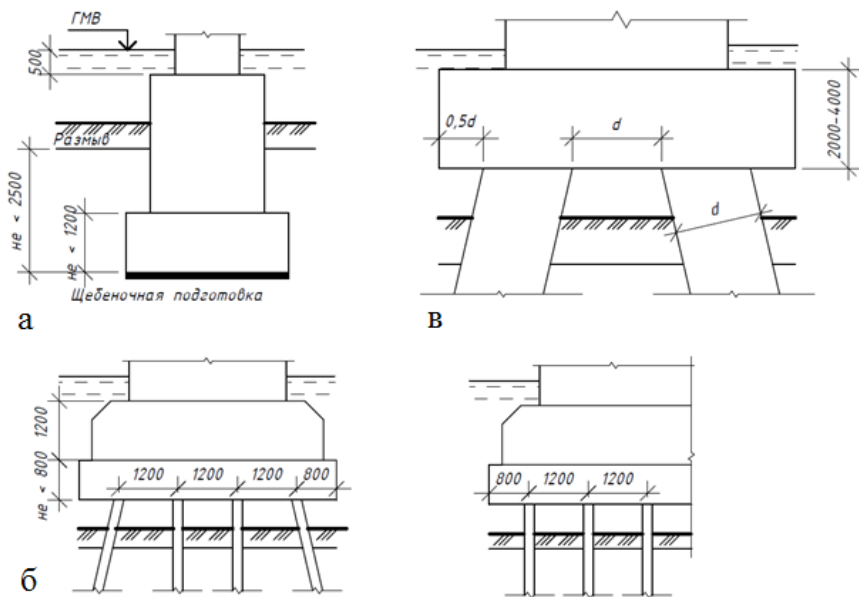 ГМВ
500
Размыв
не < 2500
не < 1200
Щебеночная подготовка
а
0,5d
d
2000-4000
d
в
1200
не < 800
1200
1200
1200
800
б
800
1200
1200